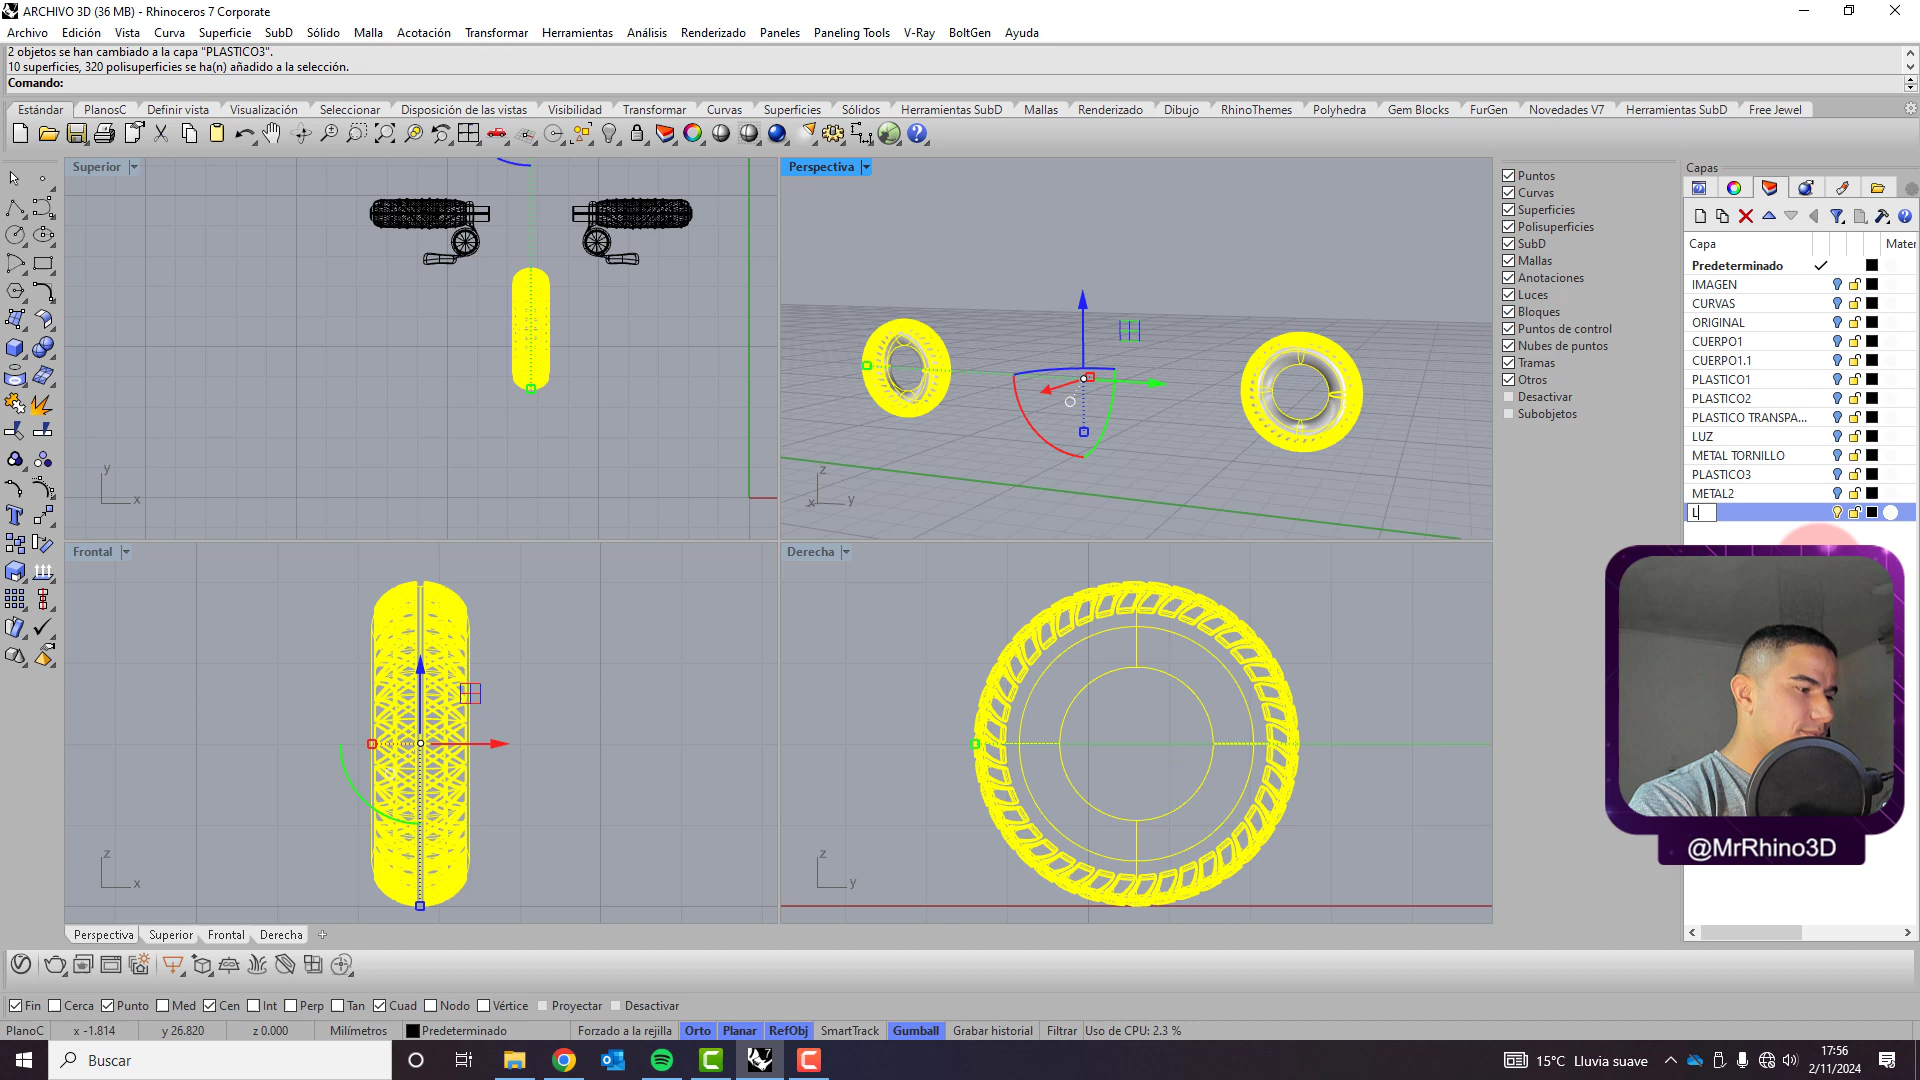 ARCHIVO 3D (36 MB) - Rhinoceros 7 Corporate
Archivo Edición Vista Curva Superficie SubD Sólido Malla Acotación Transformar Herramientas Análisis Renderizado Paneles Paneling Tools V-Ray BoltGen Ayuda
2 objetos se han cambiado a la capa "PLASTICO3".
10 superficies, 320 polisuperficies se ha(n) añadido a la selección.
Comando:
Estándar PlanosC Definir vista Visualización Seleccionar Disposición de las vistas Visibilidad Transformar Curvas Superficies Sólidos Herramientas SubD Mallas Renderizado Dibujo RhinoThemes Polyhedra Gem Blocks FurGen Novedades V7 Herramientas SubD Free Jewel
Superior
Perspectiva
Frontal
Derecha
y
x
z
y
x
z
x
z
y
Puntos
Curvas
Superficies
Polisuperficies
SubD
Mallas
Anotaciones
Luces
Bloques
Puntos de control
Nubes de puntos
Tramas
Otros
Desactivar
Subobjetos
Capas
Capa Mater
Predeterminado
IMAGEN
CURVAS
ORIGINAL
CUERPO1
CUERPO1.1
PLASTICO1
PLASTICO2
PLASTICO TRANSPA...
LUZ
METAL TORNILLO
PLASTICO3
METAL2
L
@MrRhino3D
Perspectiva Superior Frontal Derecha
Fin Cerca Punto Med Cen Int Perp Tan Cuad Nodo Vértice Proyectar Desactivar
PlanoC x -1.814 y 26.820 z 0.000 Milímetros Predeterminado Forzado a la rejilla Orto Planar RefObj SmartTrack Gumball Grabar historial Filtrar Uso de CPU: 2.3 %
Buscar
15°C Lluvia suave
17:56
2/11/2024